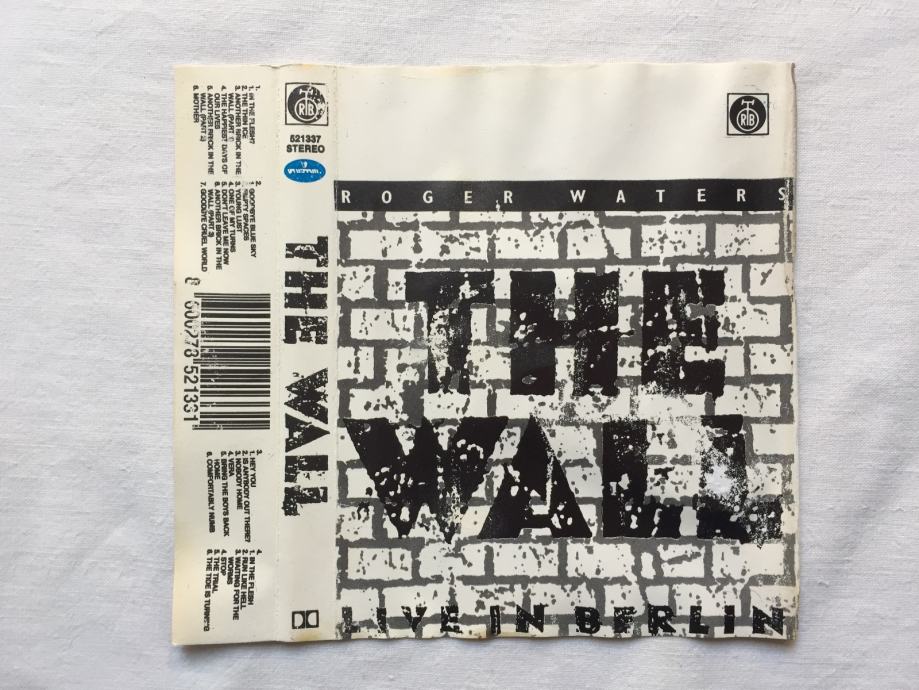 1.
1. IN THE FLESH?
2. THE THIN ICE
3. ANOTHER BRICK IN THE
WALL (PART
4. THE HAPPIEST DAYS OF
OUR LIVES
5. ANOTHER BRICK IN THE
WALL (PART 2)
6. MOTHER
2.
1. GOODBYE BLUE SKY
2. EMPTY SPACES
3. YOUNG LUST
4. ONE OF MY TURNS
5. DON'T LEAVE ME NOW
6. ANOTHER BRICK IN THE
WALL (PART 3)
7. GOODBYE CRUEL WORLD
8 600273 521331
3.
1. HEY YOU
2. IS ANYBODY OUT THERE?
3. NOBODY HOME
4. VERA
5. BRING THE BOYS BACK
HOME
6. COMFORTABLY NUMB
4.
1. IN THE FLESH
2. RUN LIKE HELL
3. WAITING FOR THE
WORMS
4. STOP
5. THE TRIAL
6. THE TIDE IS TURNING
RTB
521337
STEREO
THE WALL
RTB
ROGER WATERS
THE
WALL
LIVE IN BERLIN